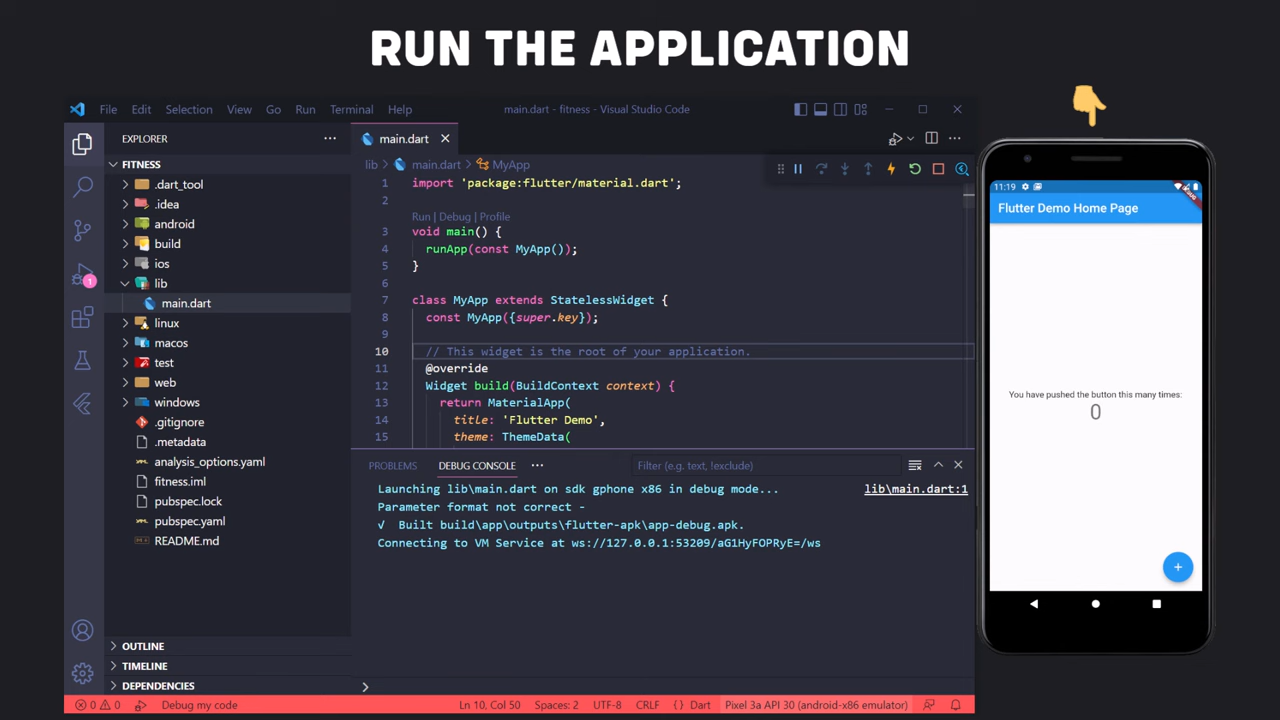 RUN THE APPLICATION
File Edit Selection View Go Run Terminal Help
main.dart - fitness - Visual Studio Code
EXPLORER
FITNESS
.dart_tool
.idea
android
build
ios
lib
main.dart
linux
macos
test
web
windows
.gitignore
.metadata
analysis_options.yaml
fitness.iml
pubspec.lock
pubspec.yaml
README.md
OUTLINE
TIMELINE
DEPENDENCIES
1
main.dart
lib > main.dart > MyApp
1 import 'package:flutter/material.dart';
2
Run | Debug | Profile
3 void main() {
4 runApp(const MyApp());
5 }
6
7 class MyApp extends StatelessWidget {
8 const MyApp({super.key});
9
10 // This widget is the root of your application.
11 @override
12 Widget build(BuildContext context) {
13 return MaterialApp(
14 title: 'Flutter Demo',
15 theme: ThemeData(
PROBLEMS DEBUG CONSOLE
Filter (e.g. text, !exclude)
Launching lib\main.dart on sdk gphone x86 in debug mode...
lib\main.dart:1
Parameter format not correct -
√ Built build\app\outputs\flutter-apk\app-debug.apk.
Connecting to VM Service at ws://127.0.0.1:53209/aG1HyFOPRyE=/ws
0 0 Debug my code
Ln 10, Col 50 Spaces: 2 UTF-8 CRLF {} Dart Pixel 3a API 30 (android-x86 emulator)
11:19
DEBUG
Flutter Demo Home Page
You have pushed the button this many times:
0
+